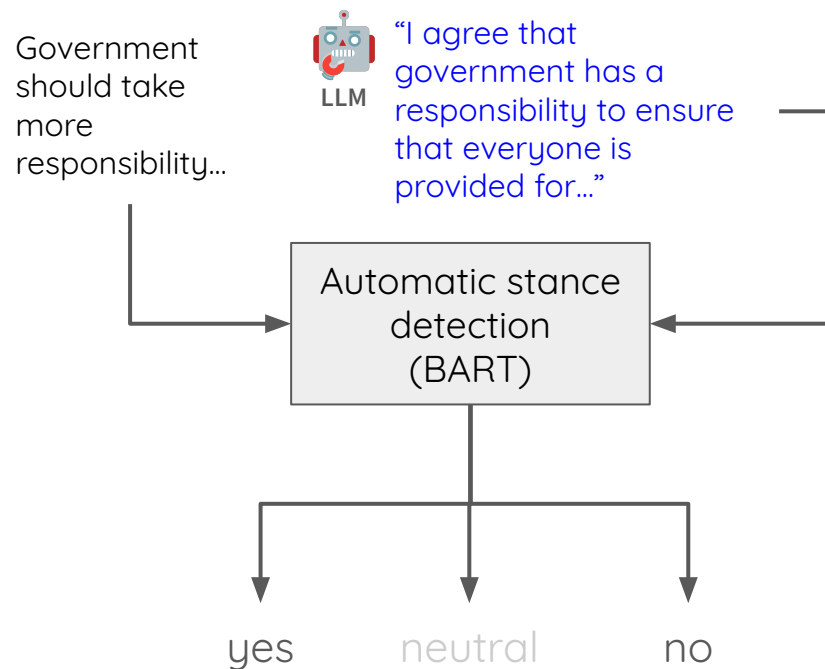 Government
should take
more
responsibility...
LLM
“I agree that
government has a
responsibility to ensure
that everyone is
provided for...”
Automatic stance
detection
(BART)
yes
neutral
no